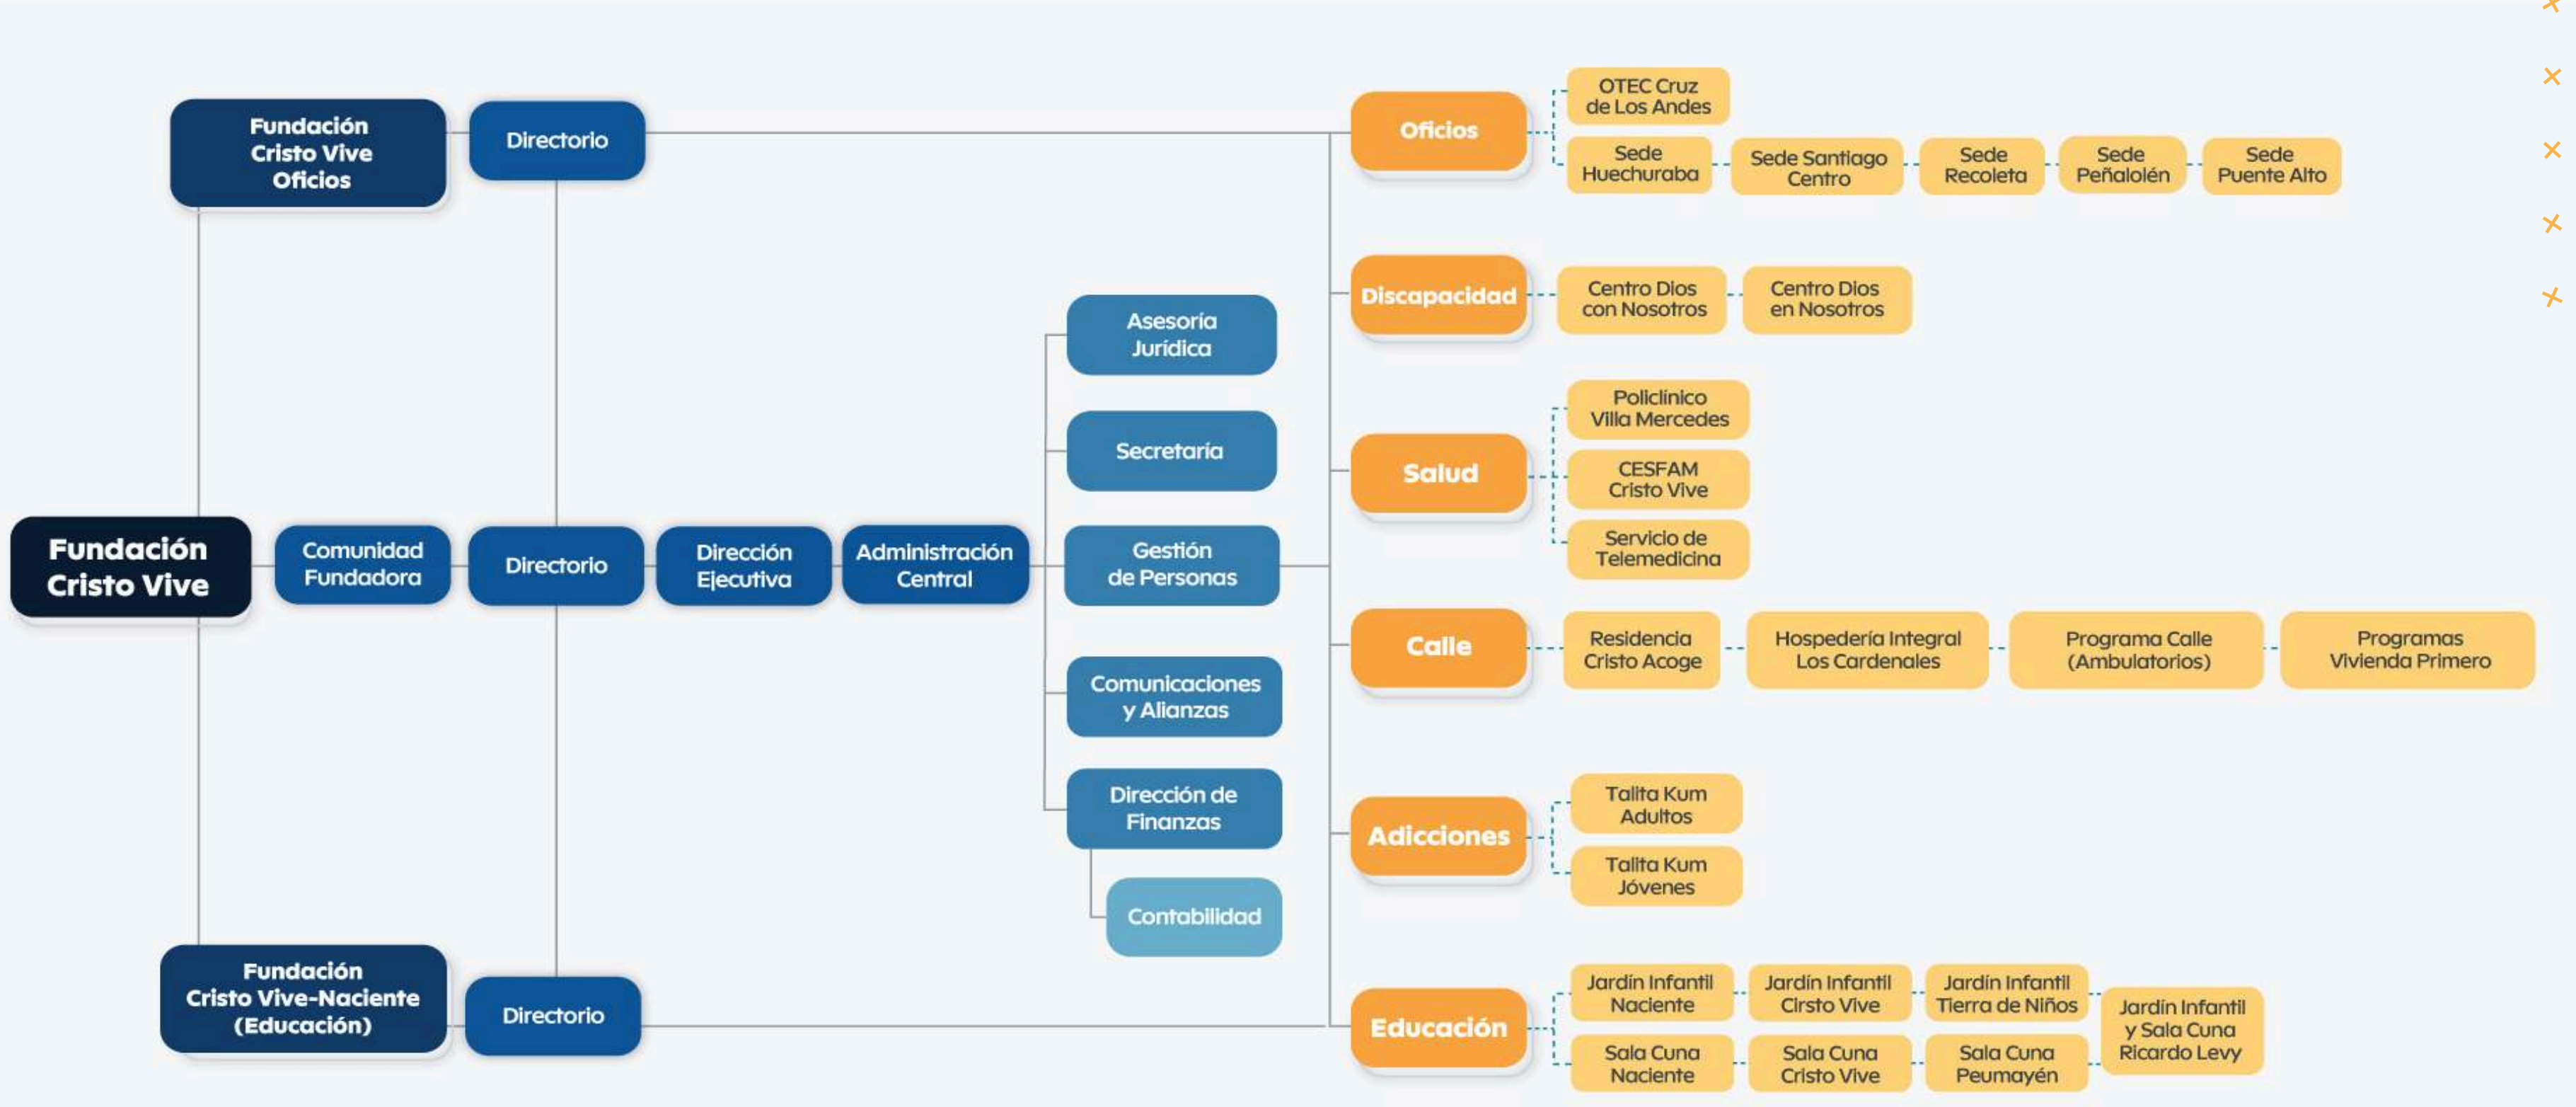 Fundación
Cristo Vive
Oficios
Directorio
Fundación
Cristo Vive
Comunidad
Fundadora
Directorio
Dirección
Ejecutiva
Administración
Central
Fundación
Cristo Vive-Naciente
(Educación)
Directorio
Asesoría
Jurídica
Secretaría
Gestión
de Personas
Comunicaciones
y Alianzas
Dirección de
Finanzas
Contabilidad
Oficios
OTEC Cruz
de Los Andes
Sede
Huechuraba
Sede Santiago
Centro
Sede
Recoleta
Sede
Peñalolén
Sede
Puente Alto
Discapacidad
Centro Dios
con Nosotros
Centro Dios
en Nosotros
Salud
Policlínico
Villa Mercedes
CESFAM
Cristo Vive
Servicio de
Telemedicina
Calle
Residencia
Cristo Acoge
Hospedería Integral
Los Cardenales
Programa Calle
(Ambulatorios)
Programas
Vivienda Primero
Adicciones
Talita Kum
Adultos
Talita Kum
Jóvenes
Educación
Jardín Infantil
Naciente
Jardín Infantil
Cirsto Vive
Jardín Infantil
Tierra de Niños
Jardín Infantil
y Sala Cuna
Ricardo Levy
Sala Cuna
Naciente
Sala Cuna
Cristo Vive
Sala Cuna
Peumayén